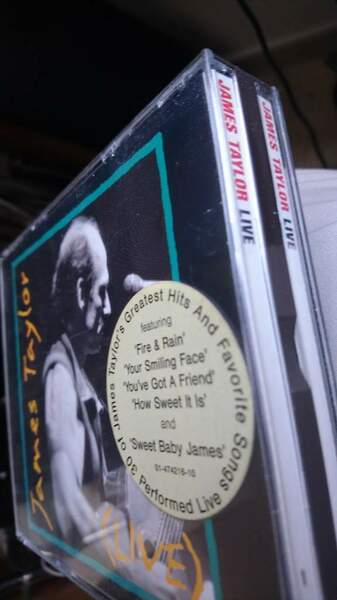 JAMES TAYLOR LIVE
JAMES TAYLOR LIVE
James Taylor
(LIVE)
30 of James Taylor's Greatest Hits And Favorite Songs Performed Live
featuring
'Fire & Rain'
'Your Smiling Face'
'You've Got A Friend'
'How Sweet It Is'
and
'Sweet Baby James'
01-474216-10